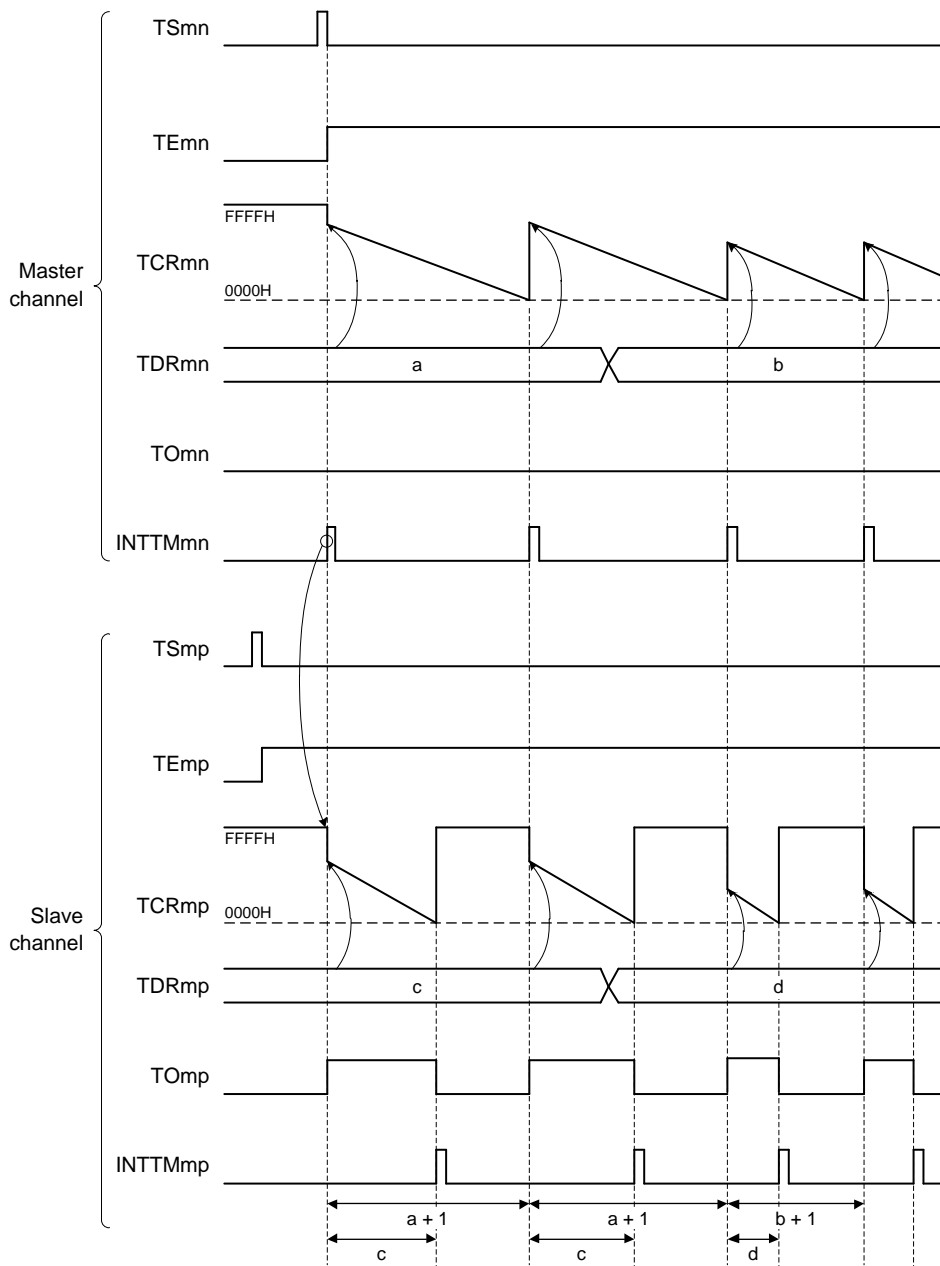 TSmn
TEmn
FFFFH
TCRmn
Master
channel
0000H
TDRmn
a
b
TOmn
INTTMmn
TSmp
TEmp
FFFFH
TCRmp
0000H
Slave
channel
TDRmp
c
d
TOmp
INTTMmp
a + 1
a + 1
b + 1
c
c
d